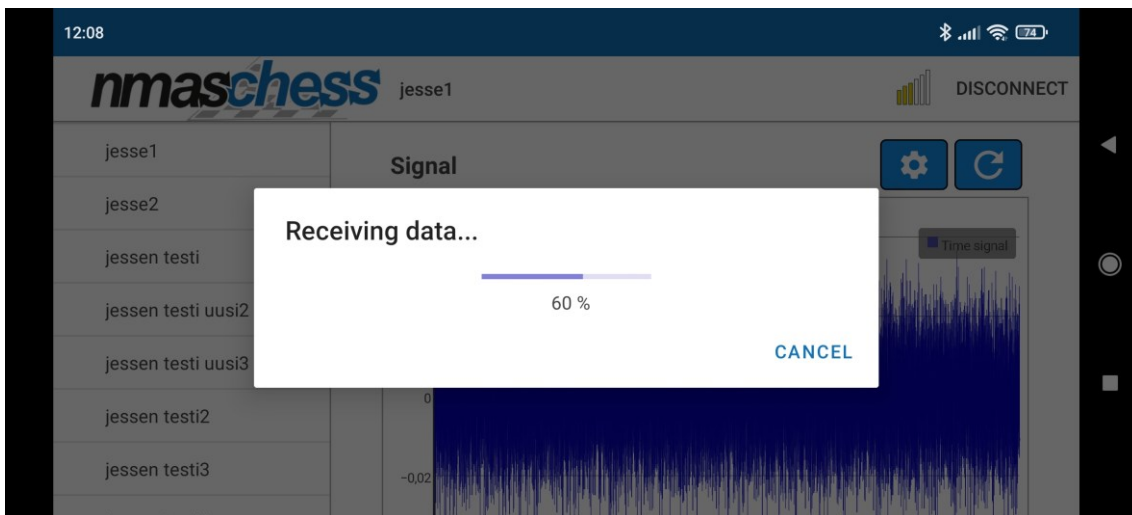 12:08
74
nmaschess
jesse1
DISCONNECT
jesse1
jesse2
jessen testi
jessen testi uusi2
jessen testi uusi3
jessen testi2
jessen testi3
Signal
Time signal
Receiving data...
60 %
CANCEL
0
-0,02